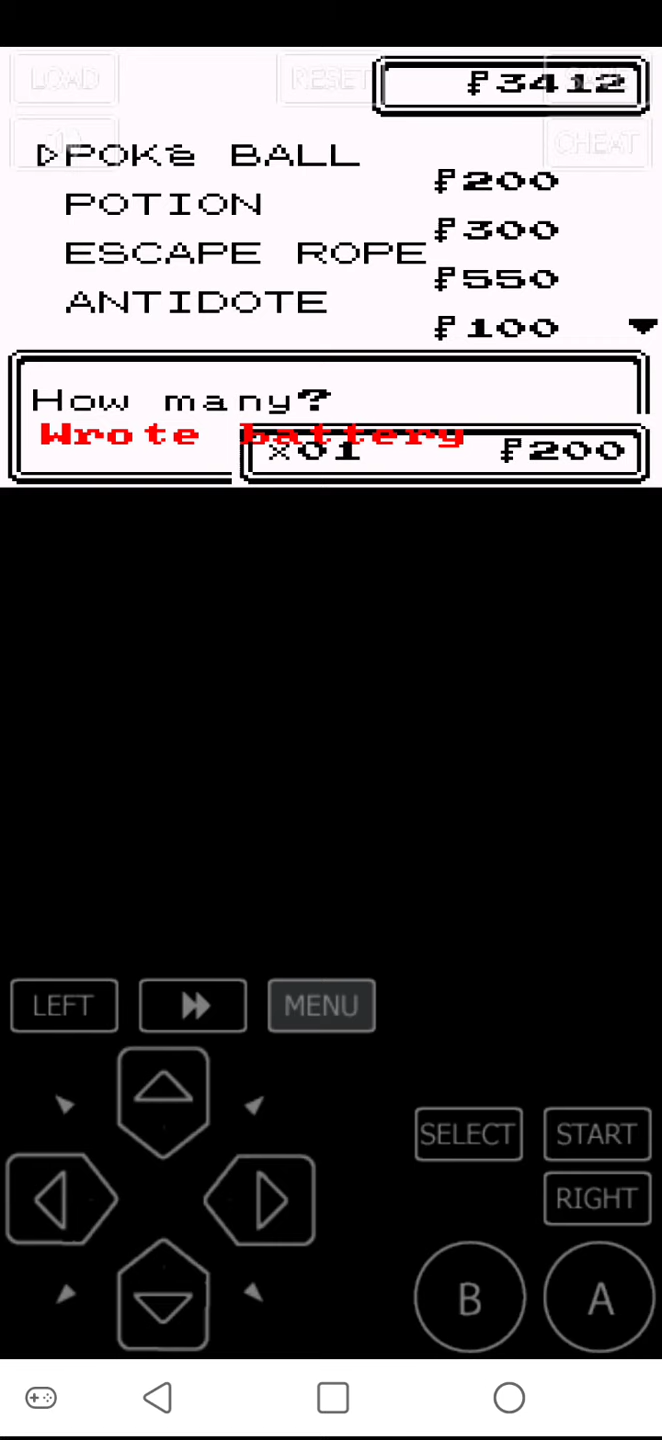 LOAD
RESET
₽3412
CHEAT
▷POKé BALL
₽200
POTION
₽300
ESCAPE ROPE
₽550
ANTIDOTE
₽100
How many?
Wrote battery
×01 ₽200
LEFT
MENU
SELECT
START
RIGHT
B
A